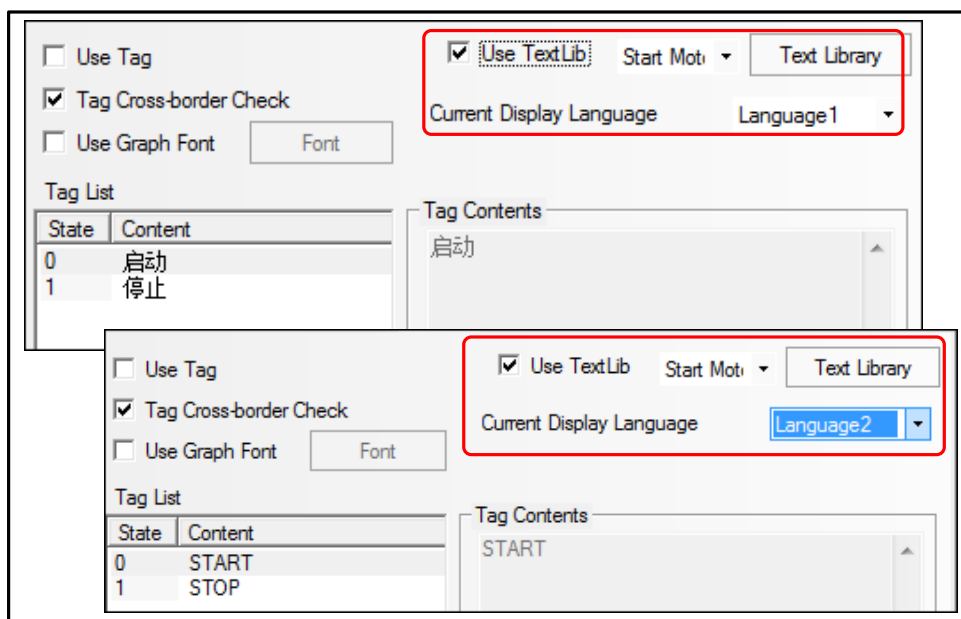 Use Tag
Use TextLib Start Mot Text Library
Tag Cross-border Check
Current Display Language Language1
Use Graph Font Font
Tag List
Tag Contents
State Content
启动
0 启动
1 停止
Use Tag
Use TextLib Start Mot Text Library
Tag Cross-border Check
Current Display Language Language2
Use Graph Font Font
Tag List
Tag Contents
State Content
START
0 START
1 STOP